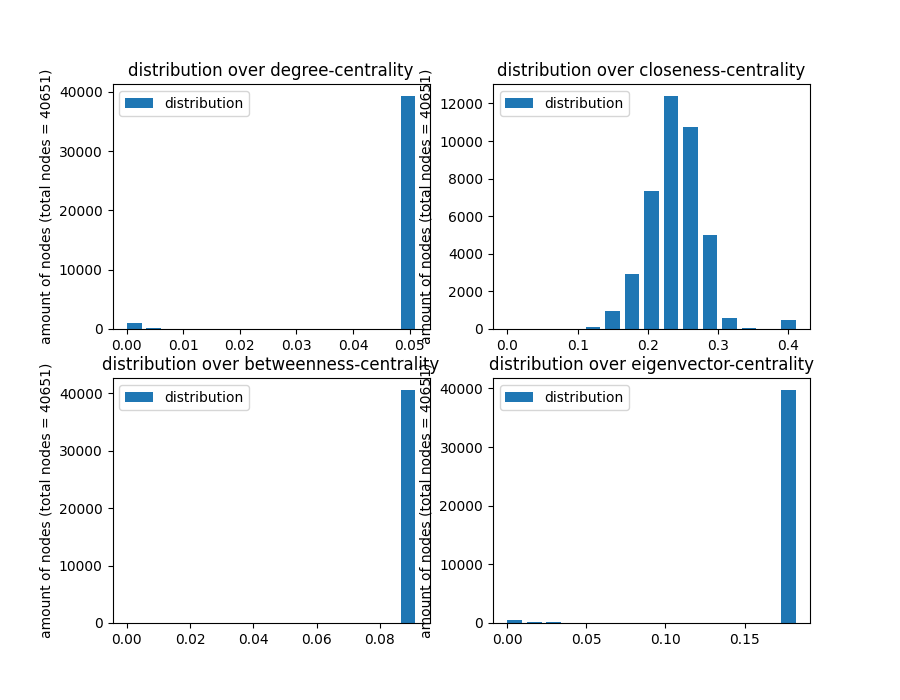 distribution over degree-centrality
amount of nodes (total nodes = 40651)
distribution
40000
30000
20000
10000
0
0.00 0.01 0.02 0.03 0.04 0.05
distribution over closeness-centrality
amount of nodes (total nodes = 40651)
distribution
12000
10000
8000
6000
4000
2000
0
0.0 0.1 0.2 0.3 0.4
distribution over betweenness-centrality
amount of nodes (total nodes = 40651)
distribution
40000
30000
20000
10000
0
0.00 0.02 0.04 0.06 0.08
distribution over eigenvector-centrality
amount of nodes (total nodes = 40651)
distribution
40000
30000
20000
10000
0
0.00 0.05 0.10 0.15